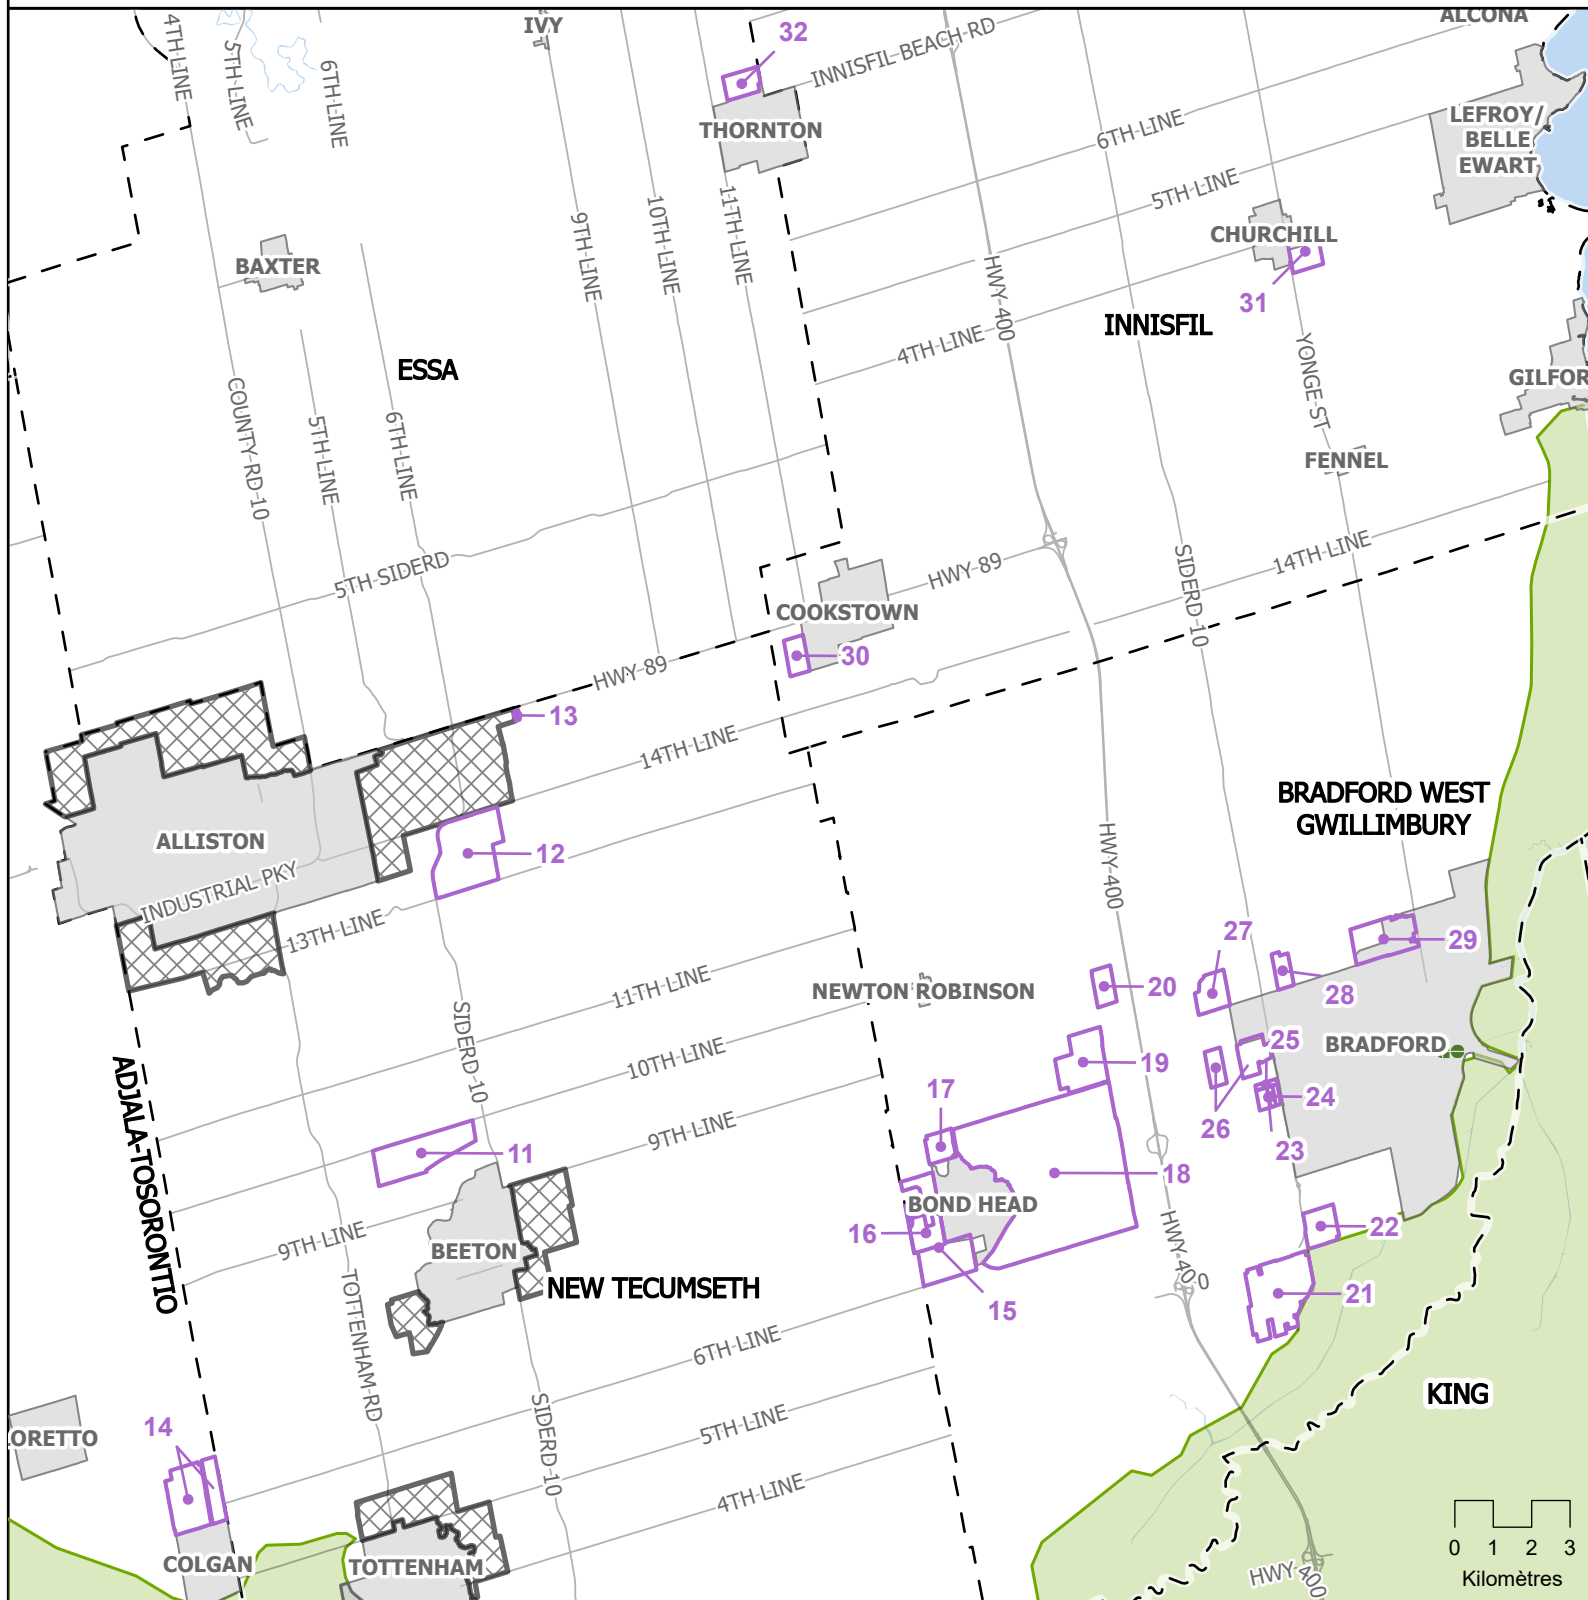 IVY
ALCONA
32
INNISFIL BEACH RD
4TH LINE
5TH LINE
6TH LINE
THORNTON
6TH LINE
LEFROY/
BELLE
EWART
5TH LINE
9TH LINE
10TH LINE
11TH LINE
CHURCHILL
BAXTER
HWY 400
31
INNISFIL
4TH LINE
YONGE ST
ESSA
GILFOR
COUNTY RD 10
5TH LINE
6TH LINE
FENNEL
5TH SIDERD
HWY 89
SIDERD 10
14TH LINE
COOKSTOWN
30
HWY 89
13
14TH LINE
BRADFORD WEST
GWILLIMBURY
ALLISTON
12
HWY 400
INDUSTRIAL PKY
13TH LINE
27
29
20
28
11TH LINE
NEWTON ROBINSON
SIDERD 10
25
BRADFORD
10TH LINE
19
17
24
26
23
9TH LINE
11
18
ADJALA-TOSORONTIO
BOND HEAD
16
22
9TH LINE
BEETON
HWY 400
NEW TECUMSETH
21
15
TOTTENHAM RD
6TH LINE
KING
SIDERD 10
5TH LINE
14
ORETTO
4TH LINE
COLGAN
TOTTENHAM
HWY 400
0 1 2 3
Kilomètres